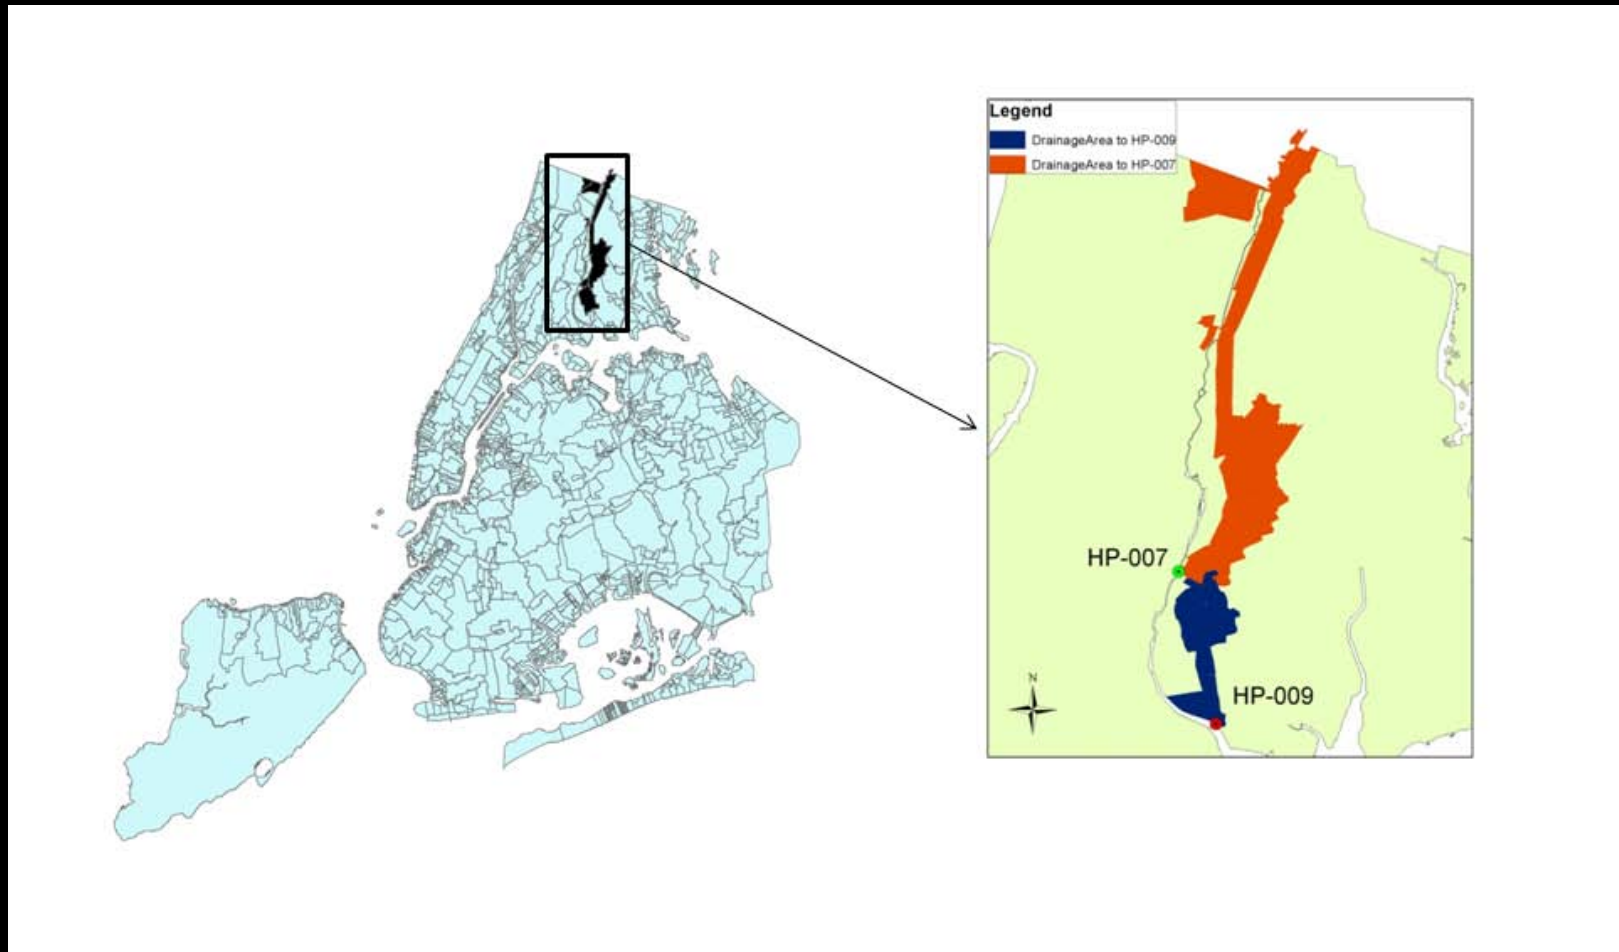 Legend
DrainageArea to HP-009
DrainageArea to HP-007
HP-007
N
HP-009